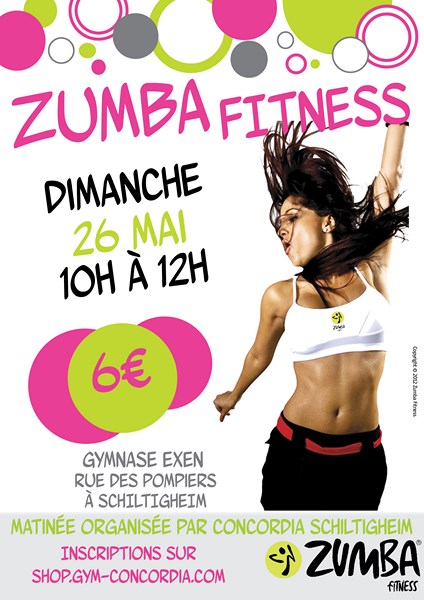 ZUMBA FITNESS
DIMANCHE
26 MAI
10H À 12H
6€
ZUMBA
Copyright © 2012 Zumba Fitness.
GYMNASE EXEN
RUE DES POMPIERS
À SCHILTIGHEIM
MATINÉE ORGANISÉE PAR CONCORDIA SCHILTIGHEIM
INSCRIPTIONS SUR
SHOP.GYM-CONCORDIA.COM
ZUMBA®
FITNESS